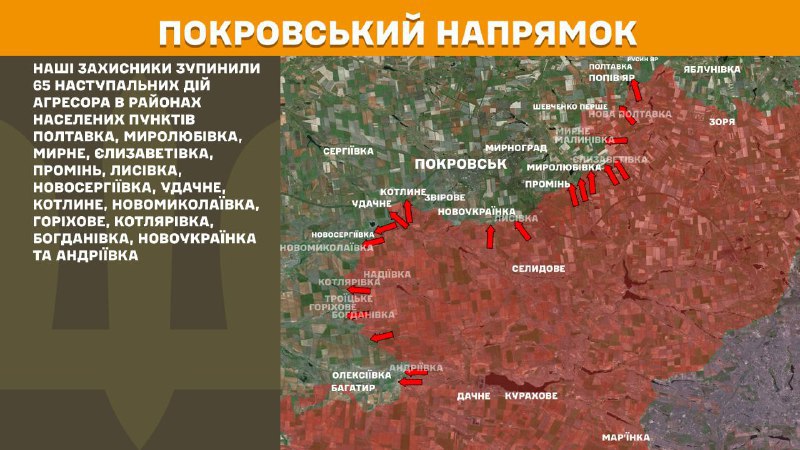 ПОКРОВСЬКИЙ НАПРЯМОК
НАШІ ЗАХИСНИКИ ЗУПИНИЛИ
65 НАСТУПАЛЬНИХ ДІЙ
АГРЕСОРА В РАЙОНАХ
НАСЕЛЕНИХ ПУНКТІВ
ПОЛТАВКА, МИРОЛЮБІВКА,
МИРНЕ, ЄЛИЗАВЕТІВКА,
ПРОМІНЬ, ЛИСІВКА,
НОВОСЕРГІЇВКА, УДАЧНЕ,
КОТЛИНЕ, НОВОМИКОЛАЇВКА,
ГОРІХОВЕ, КОТЛЯРІВКА,
БОГДАНІВКА, НОВОУКРАЇНКА
ТА АНДРІЇВКА
РУСИН ЯР
ПОЛТАВКА
ЯБЛУНІВКА
ПОПІВ ЯР
ШЕВЧЕНКО ПЕРШЕ
НОВА ПОЛТАВКА
ЗОРЯ
МИРНЕ
МАЛИНІВКА
МИРНОГРАД
СЕРГІЇВКА
ПОКРОВСЬК
ЄЛИЗАВЕТІВКА
МИРОЛЮБІВКА
ПРОМІНЬ
КОТЛИНЕ
ЗВІРОВЕ
УДАЧНЕ
НОВОУКРАЇНКА
ЛИСІВКА
НОВОСЕРГІЇВКА
НОВОМИКОЛАЇВКА
СЕЛИДОВЕ
НАДІЇВКА
КОТЛЯРІВКА
ТРОЇЦЬКЕ
ГОРІХОВЕ
БОГДАНІВКА
АНДРІЇВКА
ОЛЕКСІЇВКА
БАГАТИР
ДАЧНЕ
КУРАХОВЕ
МАР'ЇНКА